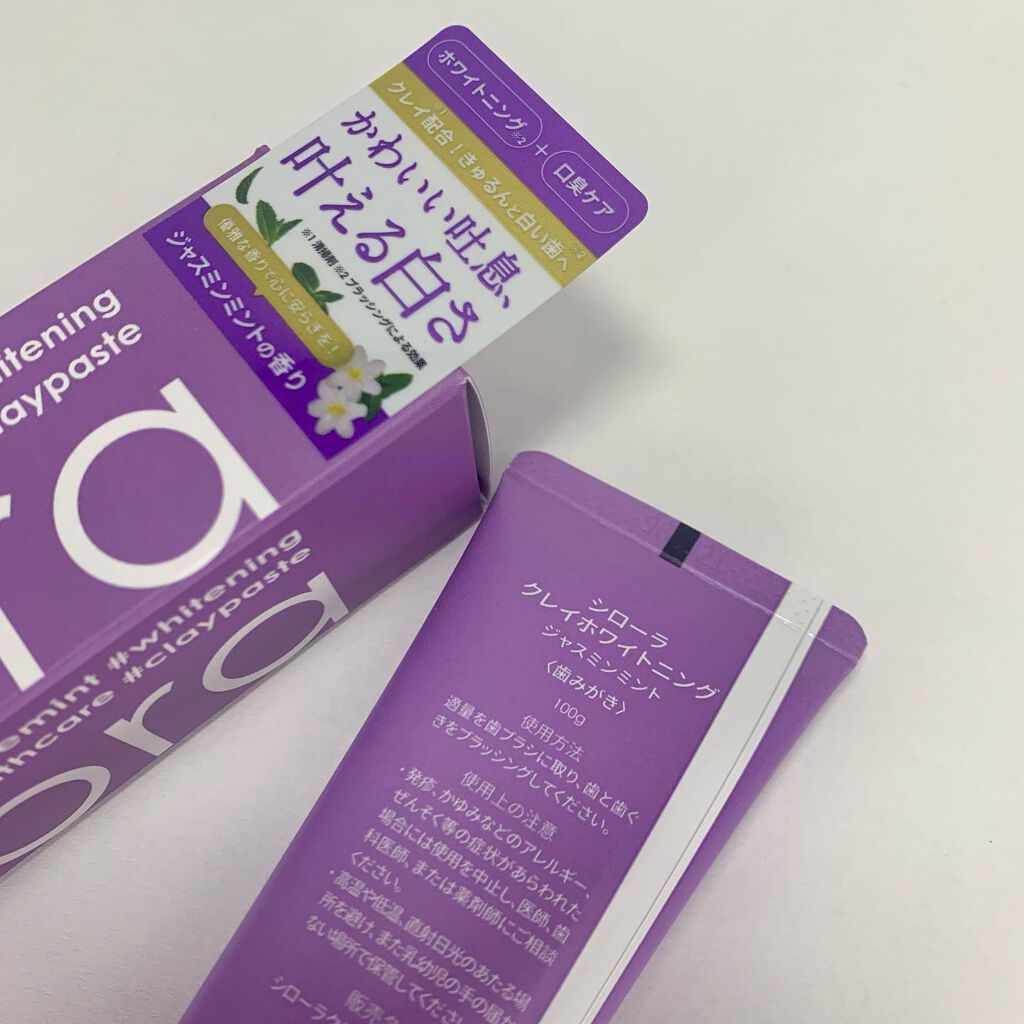 ホワイトニング※2 + 口臭ケア
※1クレイ配合！きゅるんと白い歯へ※2
かわいい吐息、
叶える白さ
※1 清掃剤 ※2 ブラッシングによる効果
優雅な香りで心に安らぎを！
ジャスミンミントの香り
hitening
laypaste
ra
emint #whitening
thcare #claypaste
ora
シローラ
クレイホワイトニング
ジャスミンミント
〈歯みがき〉
100g
使用方法
適量を歯ブラシに取り、歯と歯ぐ
きをブラッシングしてください。
使用上の注意
・発疹、かゆみなどのアレルギー、
ぜんそく等の症状があらわれた
場合には使用を中止し、医師、歯
科医師、または薬剤師にご相談
ください。
・高温や低温、直射日光のあたる場
所を避け、また乳幼児の手の届か
ない場所で保管してください
販売
シローラ